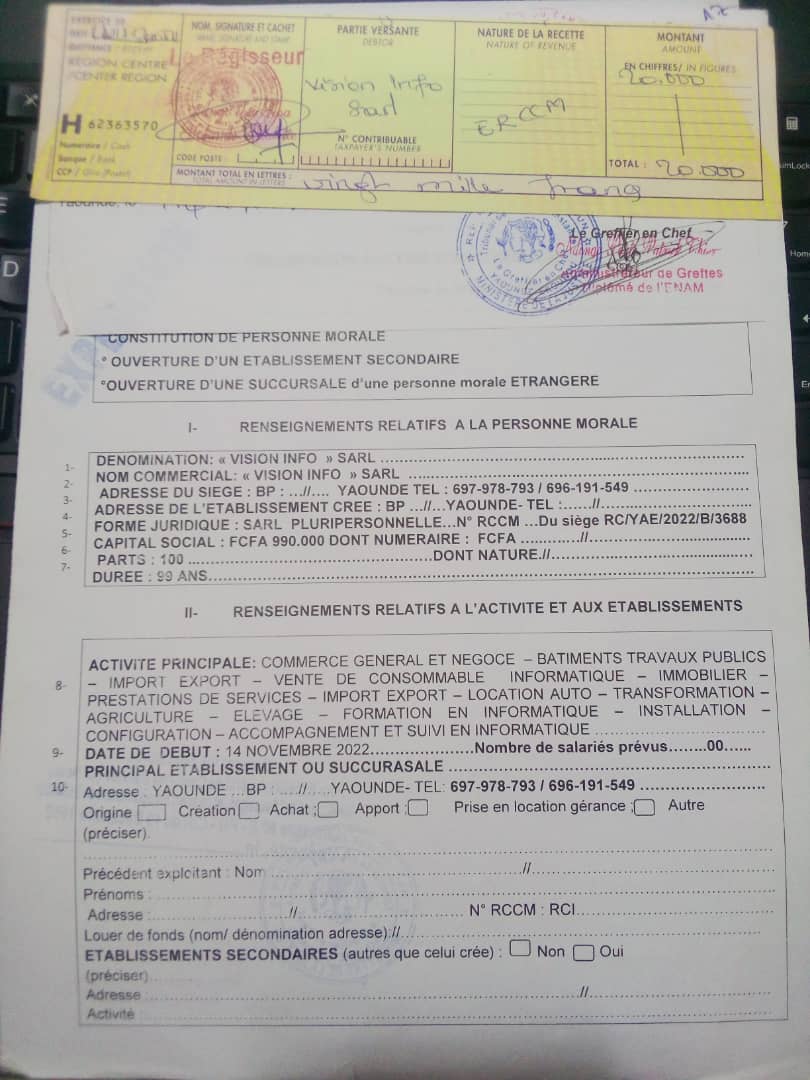 EXERCICE DE
NOM, SIGNATURE ET CACHET
NAME, SIGNATURE AND STAMP
Le Régisseur
REGION CENTRE
/CENTER REGION
H 62363570
Numéraire / Cash
Banque / Bank
CCP / Giro (Postal)
CODE POSTE :
PARTIE VERSANTE
DEBTOR
Vision Info
Sarl
N° CONTRIBUABLE
TAXPAYER'S NUMBER
NATURE DE LA RECETTE
NATURE OF REVENUE
ERCCM
MONTANT
AMOUNT
EN CHIFFRES/ IN FIGURES
20.000
TOTAL : 20.000
MONTANT TOTAL EN LETTRES :
TOTAL AMOUNT IN LETTERS
vingt mille francs
Yaoundé, le
Le Greffier en Chef
Administrateur de Greffes
Diplômé de l'ENAM
CONSTITUTION DE PERSONNE MORALE
° OUVERTURE D'UN ETABLISSEMENT SECONDAIRE
°OUVERTURE D'UNE SUCCURSALE d'une personne morale ETRANGERE
I- RENSEIGNEMENTS RELATIFS A LA PERSONNE MORALE
1- DENOMINATION: « VISION INFO » SARL ...
2- NOM COMMERCIAL: « VISION INFO » SARL ...
3- ADRESSE DU SIEGE : BP : ...//.... YAOUNDE TEL : 697-978-793 / 696-191-549 ...
4- ADRESSE DE L'ETABLISSEMENT CREE : BP ...//...YAOUNDE- TEL :......//...
5- FORME JURIDIQUE : SARL PLURIPERSONNELLE...N° RCCM ...Du siège RC/YAE/2022/B/3688
6- CAPITAL SOCIAL : FCFA 990.000 DONT NUMERAIRE : FCFA ...//...
7- PARTS : 100 ...DONT NATURE.//...
DUREE : 99 ANS...
II- RENSEIGNEMENTS RELATIFS A L'ACTIVITE ET AUX ETABLISSEMENTS
8- ACTIVITE PRINCIPALE: COMMERCE GENERAL ET NEGOCE – BATIMENTS TRAVAUX PUBLICS
– IMPORT EXPORT – VENTE DE CONSOMMABLE INFORMATIQUE – IMMOBILIER –
PRESTATIONS DE SERVICES – IMPORT EXPORT – LOCATION AUTO – TRANSFORMATION –
AGRICULTURE – ELEVAGE – FORMATION EN INFORMATIQUE – INSTALLATION –
CONFIGURATION – ACCOMPAGNEMENT ET SUIVI EN INFORMATIQUE ...
9- DATE DE DEBUT : 14 NOVEMBRE 2022...Nombre de salariés prévus........00......
PRINCIPAL ETABLISSEMENT OU SUCCURASALE ...
10- Adresse : YAOUNDE ...BP : ...//....YAOUNDE- TEL: 697-978-793 / 696-191-549 ...
Origine Création Achat : Apport : Prise en location gérance : Autre
(préciser).
Précédent exploitant : Nom ...//...
Prénoms : ...
Adresse : ...//... N° RCCM : RCI...
Louer de fonds (nom/ dénomination adresse).//...
ETABLISSEMENTS SECONDAIRES (autres que celui crée) : Non Oui
(préciser)...
Adresse ...//...
Activité ...